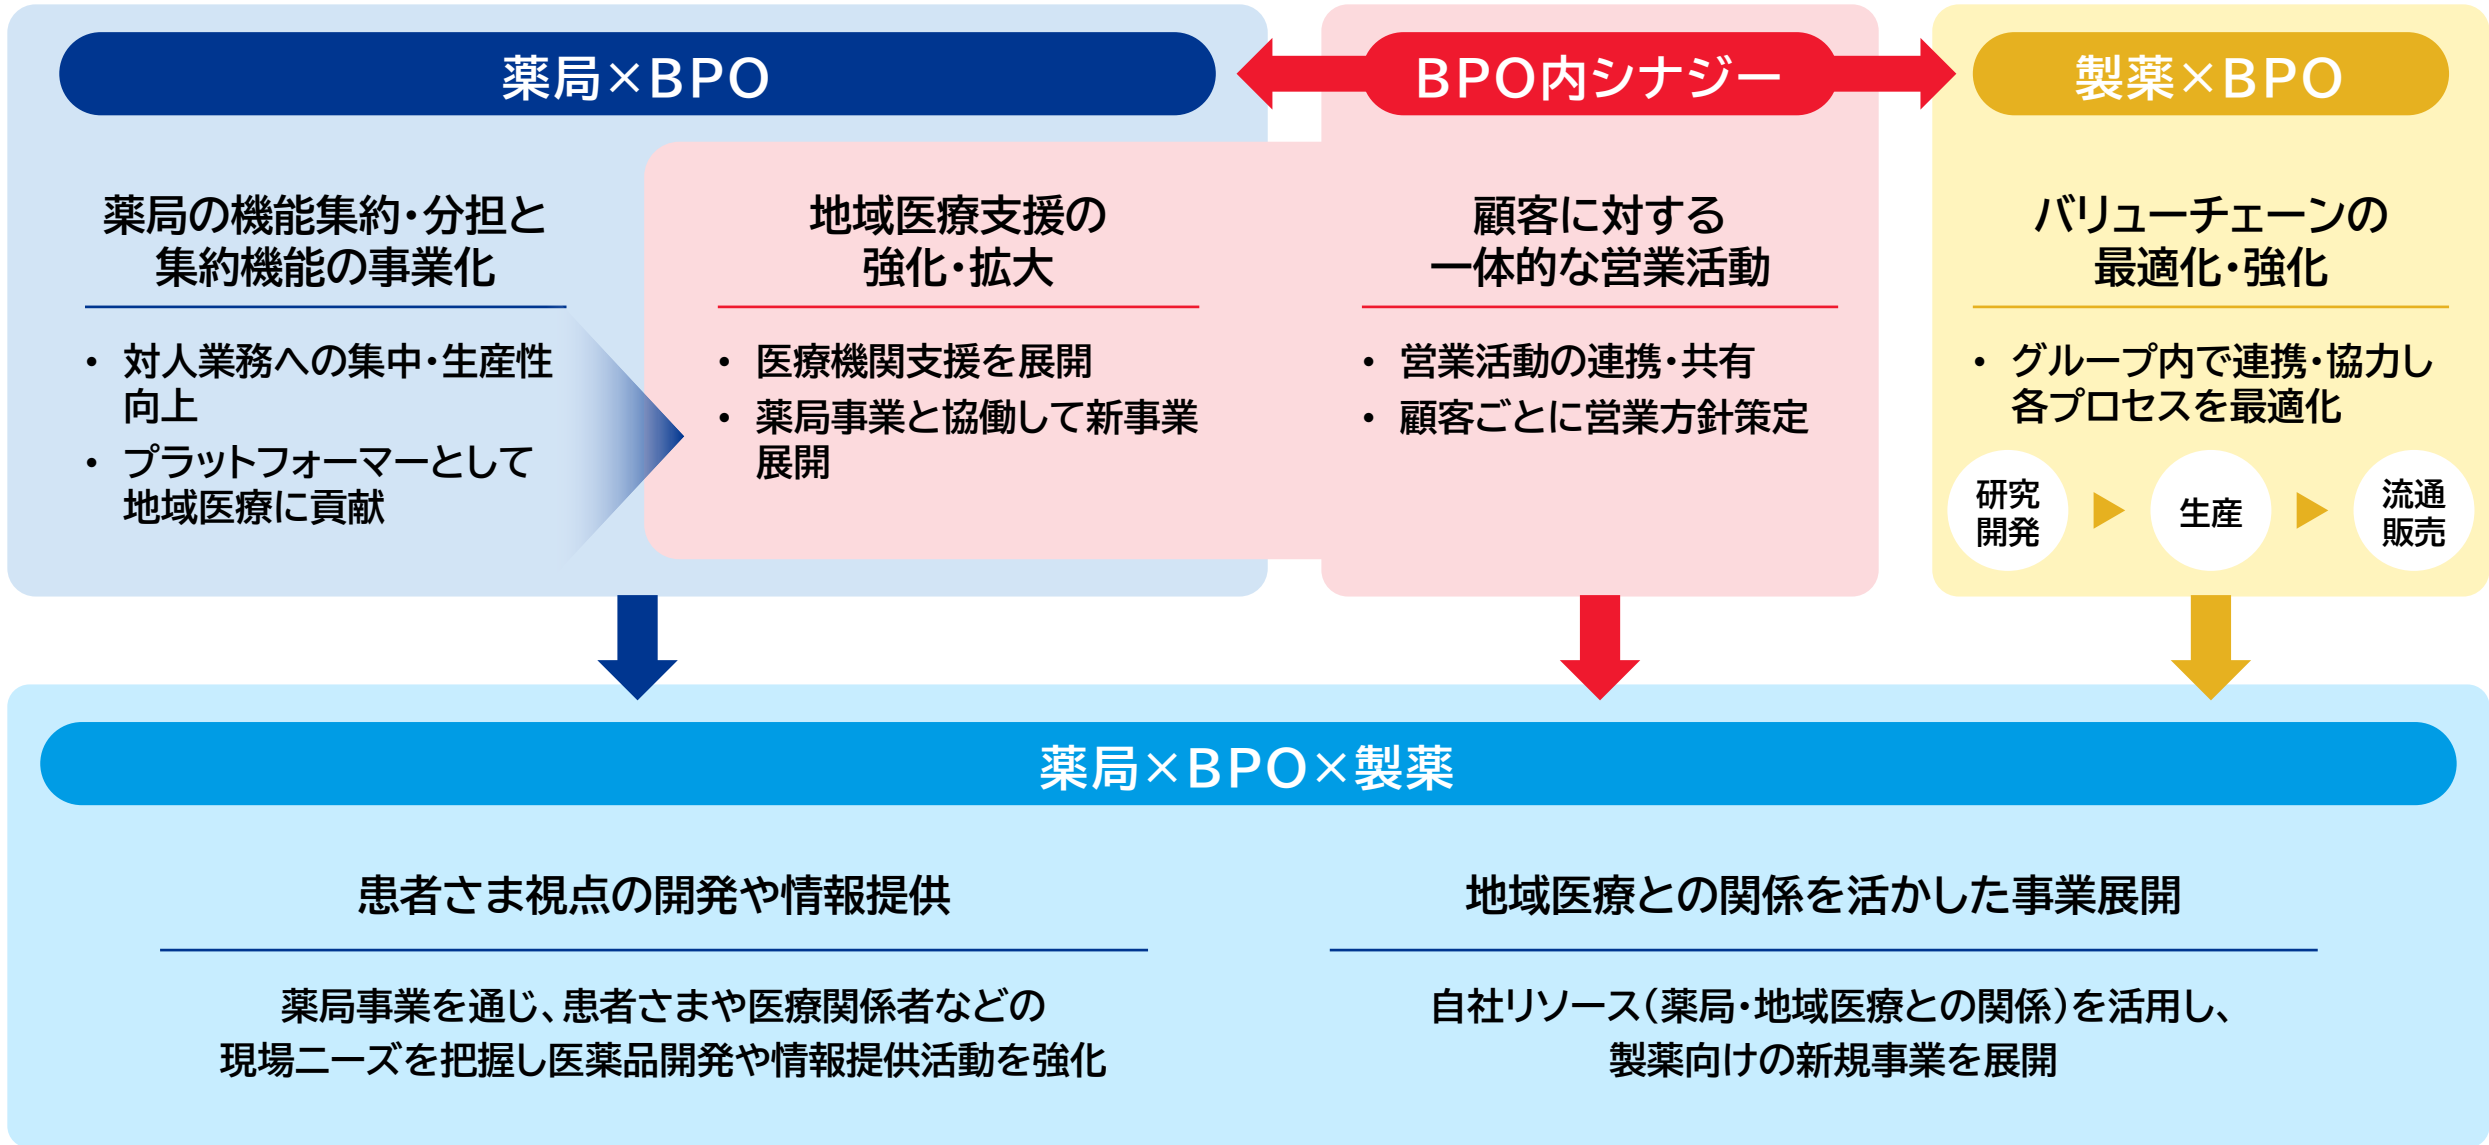 薬局×BPO
薬局の機能集約・分担と
集約機能の事業化
• 対人業務への集中・生産性
向上
• プラットフォーマーとして
地域医療に貢献
地域医療支援の
強化・拡大
• 医療機関支援を展開
• 薬局事業と協働して新事業
展開
BPO内シナジー
顧客に対する
一体的な営業活動
• 営業活動の連携・共有
• 顧客ごとに営業方針策定
製薬×BPO
バリューチェーンの
最適化・強化
• グループ内で連携・協力し
各プロセスを最適化
研究
開発
生産
流通
販売
薬局×BPO×製薬
患者さま視点の開発や情報提供
薬局事業を通じ、患者さまや医療関係者などの
現場ニーズを把握し医薬品開発や情報提供活動を強化
地域医療との関係を活かした事業展開
自社リソース(薬局・地域医療との関係)を活用し、
製薬向けの新規事業を展開